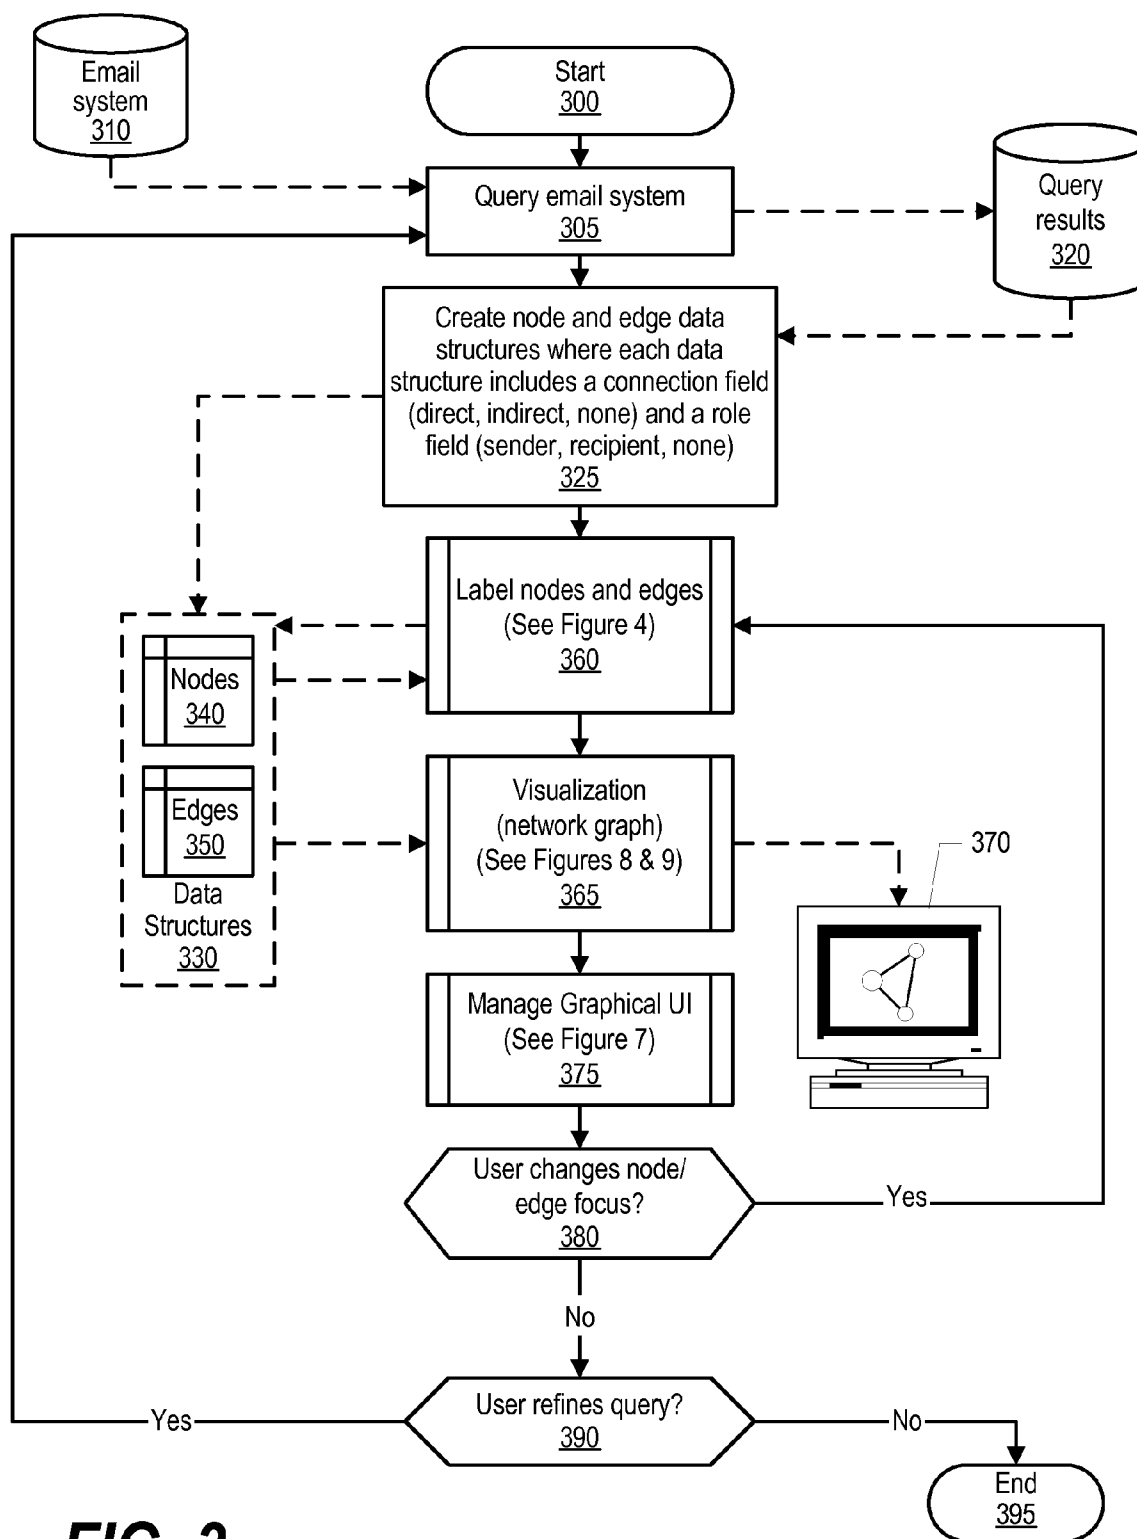 Email
system
310
Start
300
Query email system
305
Query
results
320
Create node and edge data
structures where each data
structure includes a connection field
(direct, indirect, none) and a role
field (sender, recipient, none)
325
Label nodes and edges
(See Figure 4)
360
Nodes
340
Edges
350
Data
Structures
330
Visualization
(network graph)
(See Figures 8 & 9)
365
370
Manage Graphical UI
(See Figure 7)
375
User changes node/
edge focus?
380
Yes
No
User refines query?
390
Yes
No
End
395